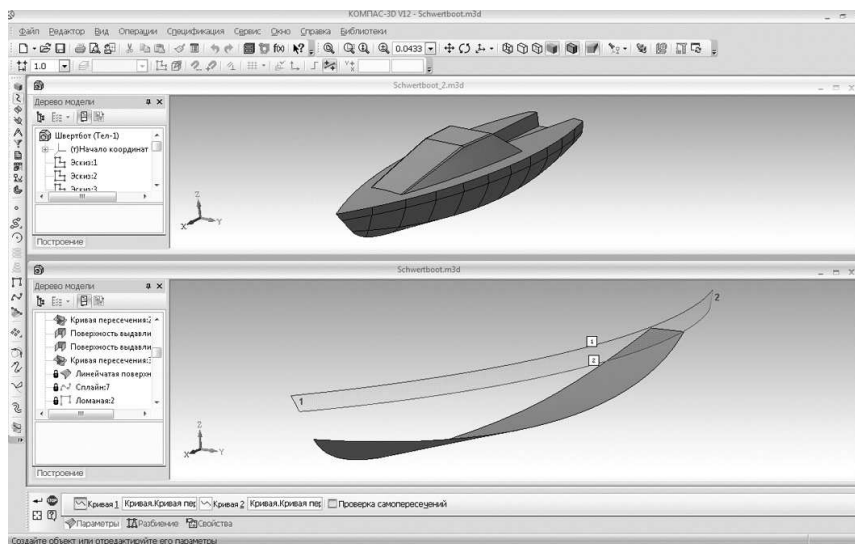 КОМПАС-3D V12 - Schwertboot.m3d
Файл Редактор Вид Операции Спецификация Сервис Окно Справка Библиотеки
0.0433
1.0
Schwertboot_2.m3d
Дерево модели
Швертбот (Тел-1)
(т)Начало координат
Эскиз:1
Эскиз:2
Эскиз:3
Построение
Z
X Y
Schwertboot.m3d
Дерево модели
Кривая пересечения:2
Поверхность выдавли
Поверхность выдавли
Кривая пересечения:3
Линейчатая поверхн
Сплайн:7
Ломаная:2
Построение
2
1
2
1
Z
X Y
Кривая 1 Кривая.Кривая пер Кривая 2 Кривая.Кривая пер Проверка самопересечений
Параметры Разбиение Свойства
Создайте объект или отредактируйте его параметры